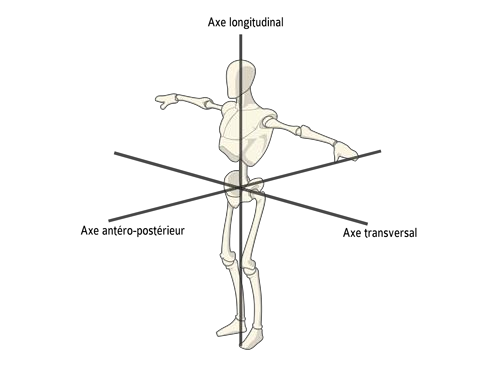 Axe longitudinal
Axe antéro-postérieur
Axe transversal